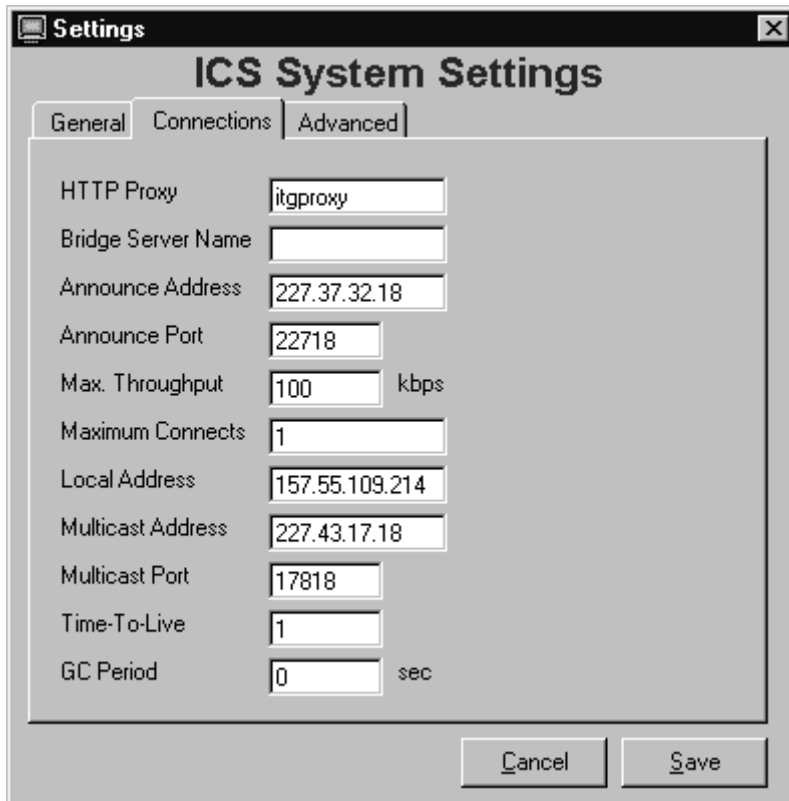 Settings
ICS System Settings
General Connections Advanced
HTTP Proxy itgproxy
Bridge Server Name
Announce Address 227.37.32.18
Announce Port 22718
Max. Throughput 100 kbps
Maximum Connects 1
Local Address 157.55.109.214
Multicast Address 227.43.17.18
Multicast Port 17818
Time-To-Live 1
GC Period 0 sec
Cancel Save